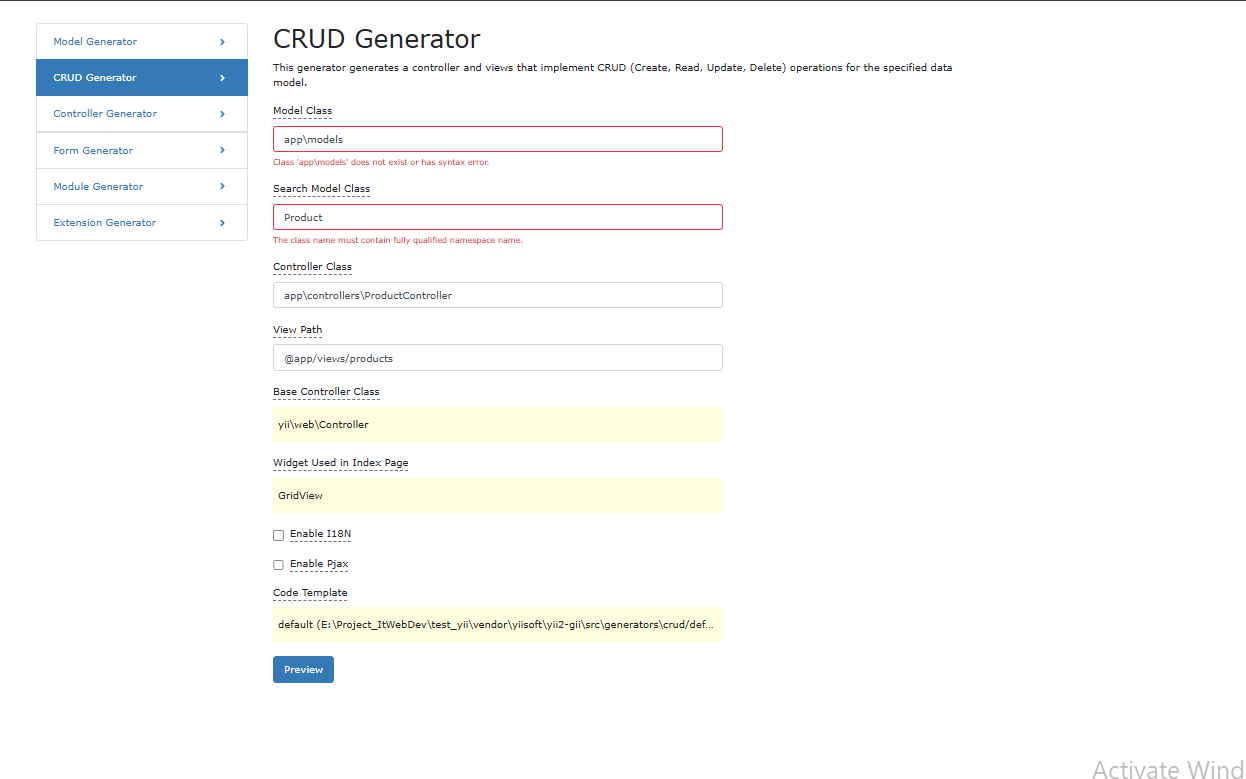 Model Generator
CRUD Generator
Controller Generator
Form Generator
Module Generator
Extension Generator
CRUD Generator
This generator generates a controller and views that implement CRUD (Create, Read, Update, Delete) operations for the specified data
model.
Model Class
app\models
Class 'app\models' does not exist or has syntax error.
Search Model Class
Product
The class name must contain fully qualified namespace name.
Controller Class
app\controllers\ProductController
View Path
@app/views/products
Base Controller Class
yii\web\Controller
Widget Used in Index Page
GridView
Enable I18N
Enable Pjax
Code Template
default (E:\Project_ItWebDev\test_yii\vendor\yiisoft\yii2-gii\src\generators\crud/def...
Preview
Activate Wind